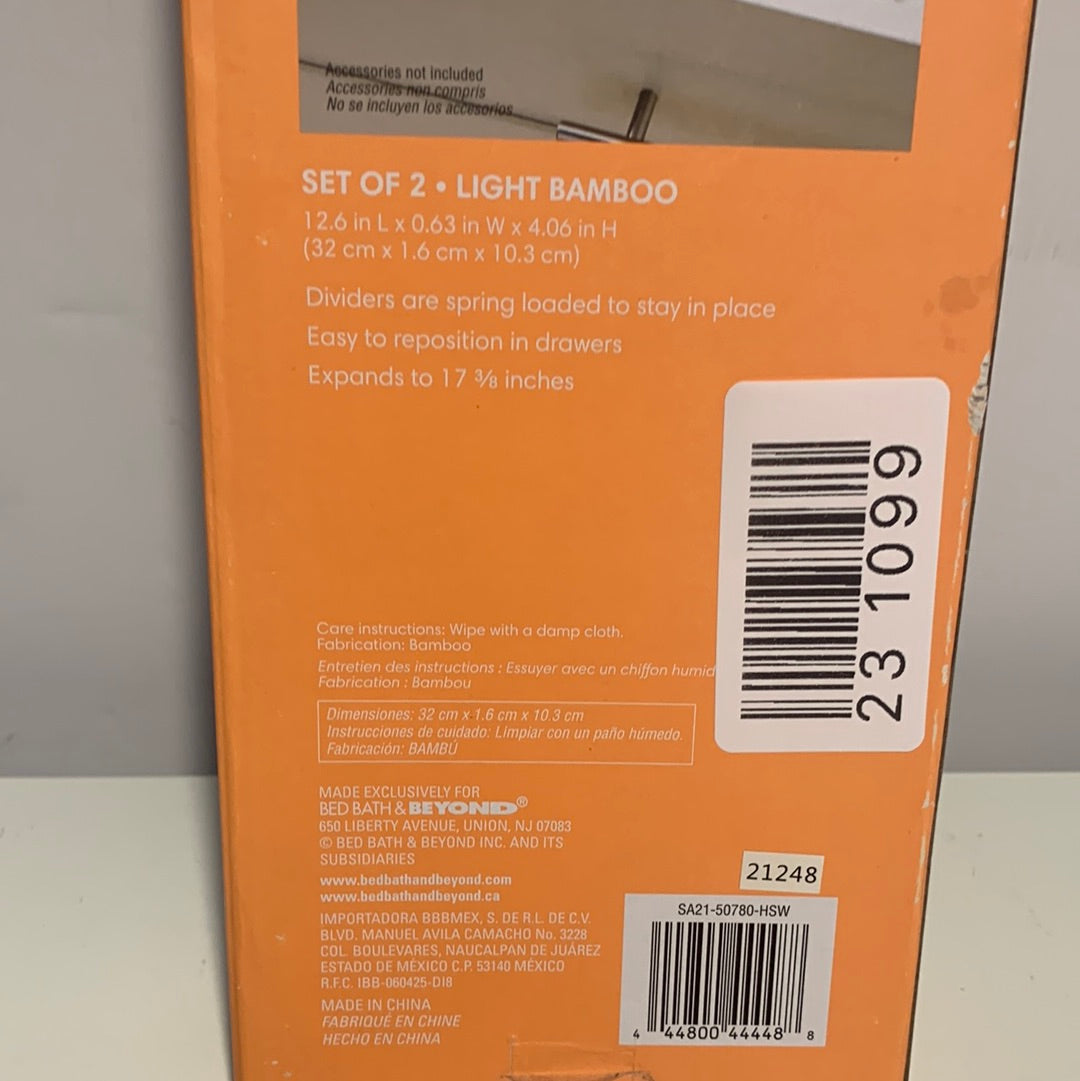 Accessories not included
Accessories non compris
No se incluyen los accesorios
SET OF 2 • LIGHT BAMBOO
12.6 in L x 0.63 in W x 4.06 in H
(32 cm x 1.6 cm x 10.3 cm)
Dividers are spring loaded to stay in place
Easy to reposition in drawers
Expands to 17 ⅜ inches
23 1099
Care instructions: Wipe with a damp cloth.
Fabrication: Bamboo
Entretien des instructions : Essuyer avec un chiffon humid
Fabrication : Bambou
Dimensiones: 32 cm x 1.6 cm x 10.3 cm
Instrucciones de cuidado: Limpiar con un paño húmedo.
Fabricación: BAMBÚ
MADE EXCLUSIVELY FOR
BED BATH & BEYOND®
650 LIBERTY AVENUE, UNION, NJ 07083
© BED BATH & BEYOND INC. AND ITS
SUBSIDIARIES
www.bedbathandbeyond.com
www.bedbathandbeyond.ca
IMPORTADORA BBBMEX, S. DE R.L. DE C.V.
BLVD. MANUEL AVILA CAMACHO No. 3228
COL. BOULEVARES, NAUCALPAN DE JUÁREZ
ESTADO DE MÉXICO C.P. 53140 MÉXICO
R.F.C. IBB-060425-DI8
MADE IN CHINA
FABRIQUÉ EN CHINE
HECHO EN CHINA
21248
SA21-50780-HSW
4 44800 44448 8